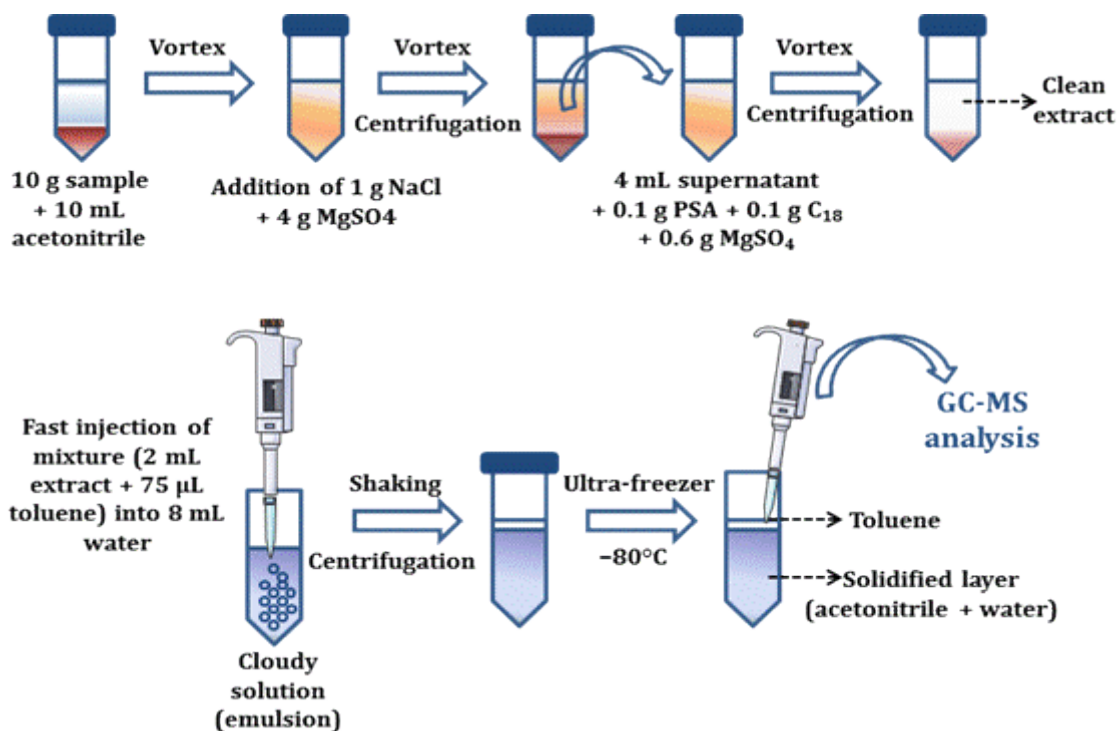 Vortex
Vortex
Centrifugation
Vortex
Centrifugation
Clean
extract
10 g sample
+ 10 mL
acetonitrile
Addition of 1 g NaCl
+ 4 g MgSO4
4 mL supernatant
+ 0.1 g PSA + 0.1 g C₁₈
+ 0.6 g MgSO₄
Fast injection of
mixture (2 mL
extract + 75 µL
toluene) into 8 mL
water
Cloudy
solution
(emulsion)
Shaking
Centrifugation
Ultra-freezer
−80°C
GC-MS
analysis
Toluene
Solidified layer
(acetonitrile + water)